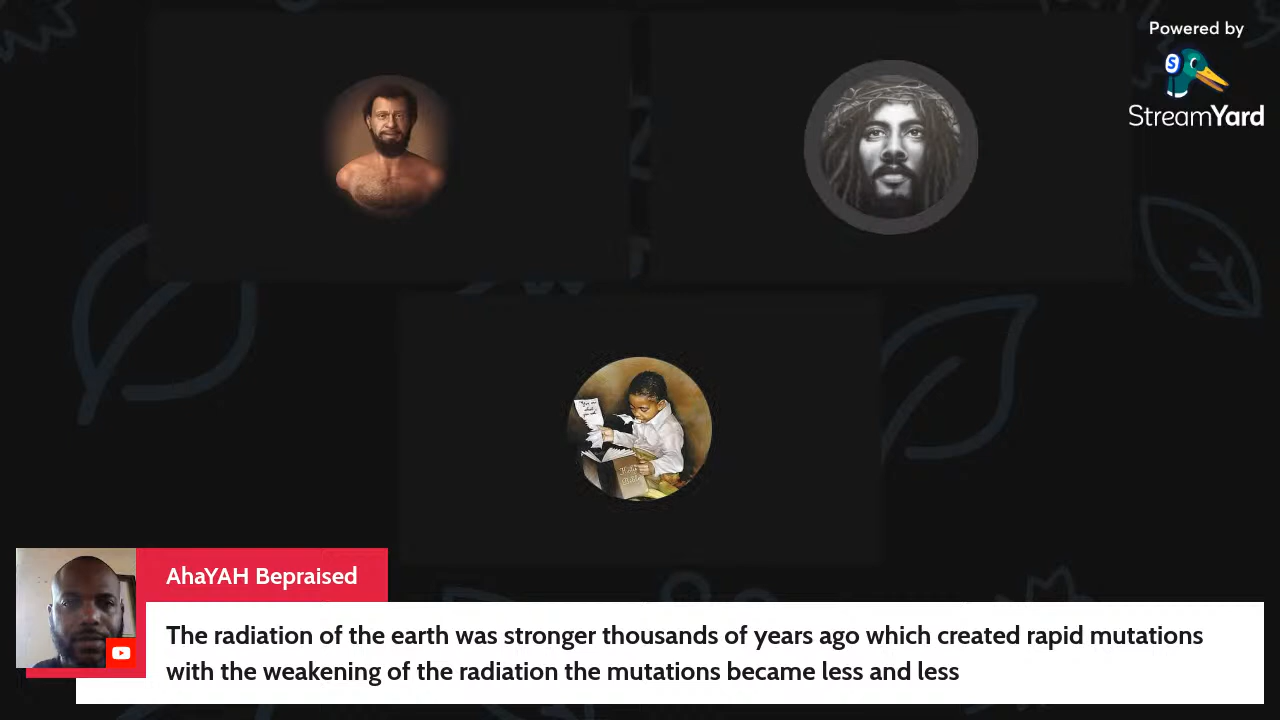 Powered by
StreamYard
AhaYAH Bepraised
The radiation of the earth was stronger thousands of years ago which created rapid mutations
with the weakening of the radiation the mutations became less and less